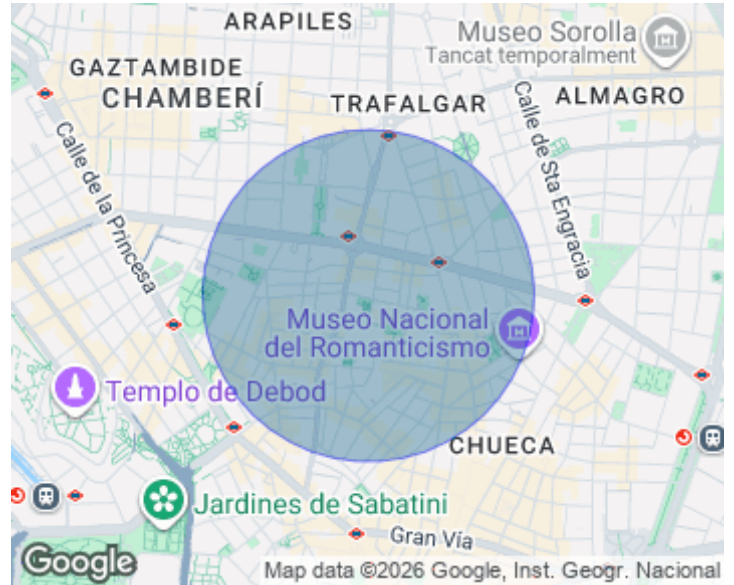 ARAPILES
Museo Sorolla
Tancat temporalment
GAZTAMBIDE
CHAMBERÍ
TRAFALGAR
ALMAGRO
Calle de Sta Engracia
Calle de la Princesa
Museo Nacional
del Romanticismo
Templo de Debod
CHUECA
Jardines de Sabatini
Gran Vía
Google
Map data ©2026 Google, Inst. Geogr. Nacional